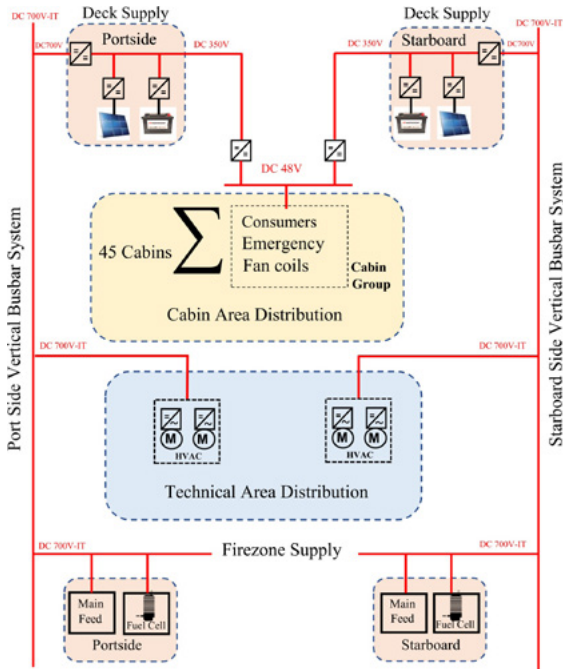 Deck Supply
Deck Supply
DC 700V-IT
DC 700V-IT
Portside
Starboard
DC700V
DC 350V
DC 350V
DC700V
DC 48V
Consumers
Emergency
Fan coils
45 Cabins
∑
Cabin
Group
Cabin Area Distribution
Port Side Vertical Busbar System
Starboard Side Vertical Busbar System
DC 700V-IT
DC 700V-IT
M
M
HVAC
M
M
HVAC
Technical Area Distribution
DC 700V-IT
Firezone Supply
DC 700V-IT
Main
Feed
Fuel Cell
Portside
Main
Feed
Fuel Cell
Starboard